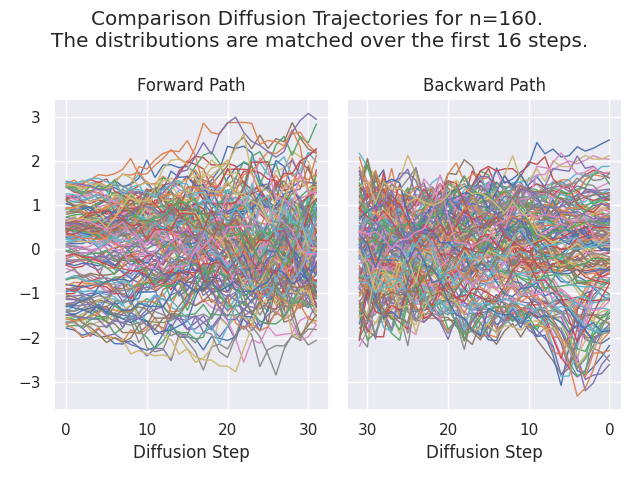 Comparison Diffusion Trajectories for n=160.
The distributions are matched over the first 16 steps.
Forward Path
Backward Path
3
2
1
0
−1
−2
−3
0 10 20 30
30 20 10 0
Diffusion Step
Diffusion Step